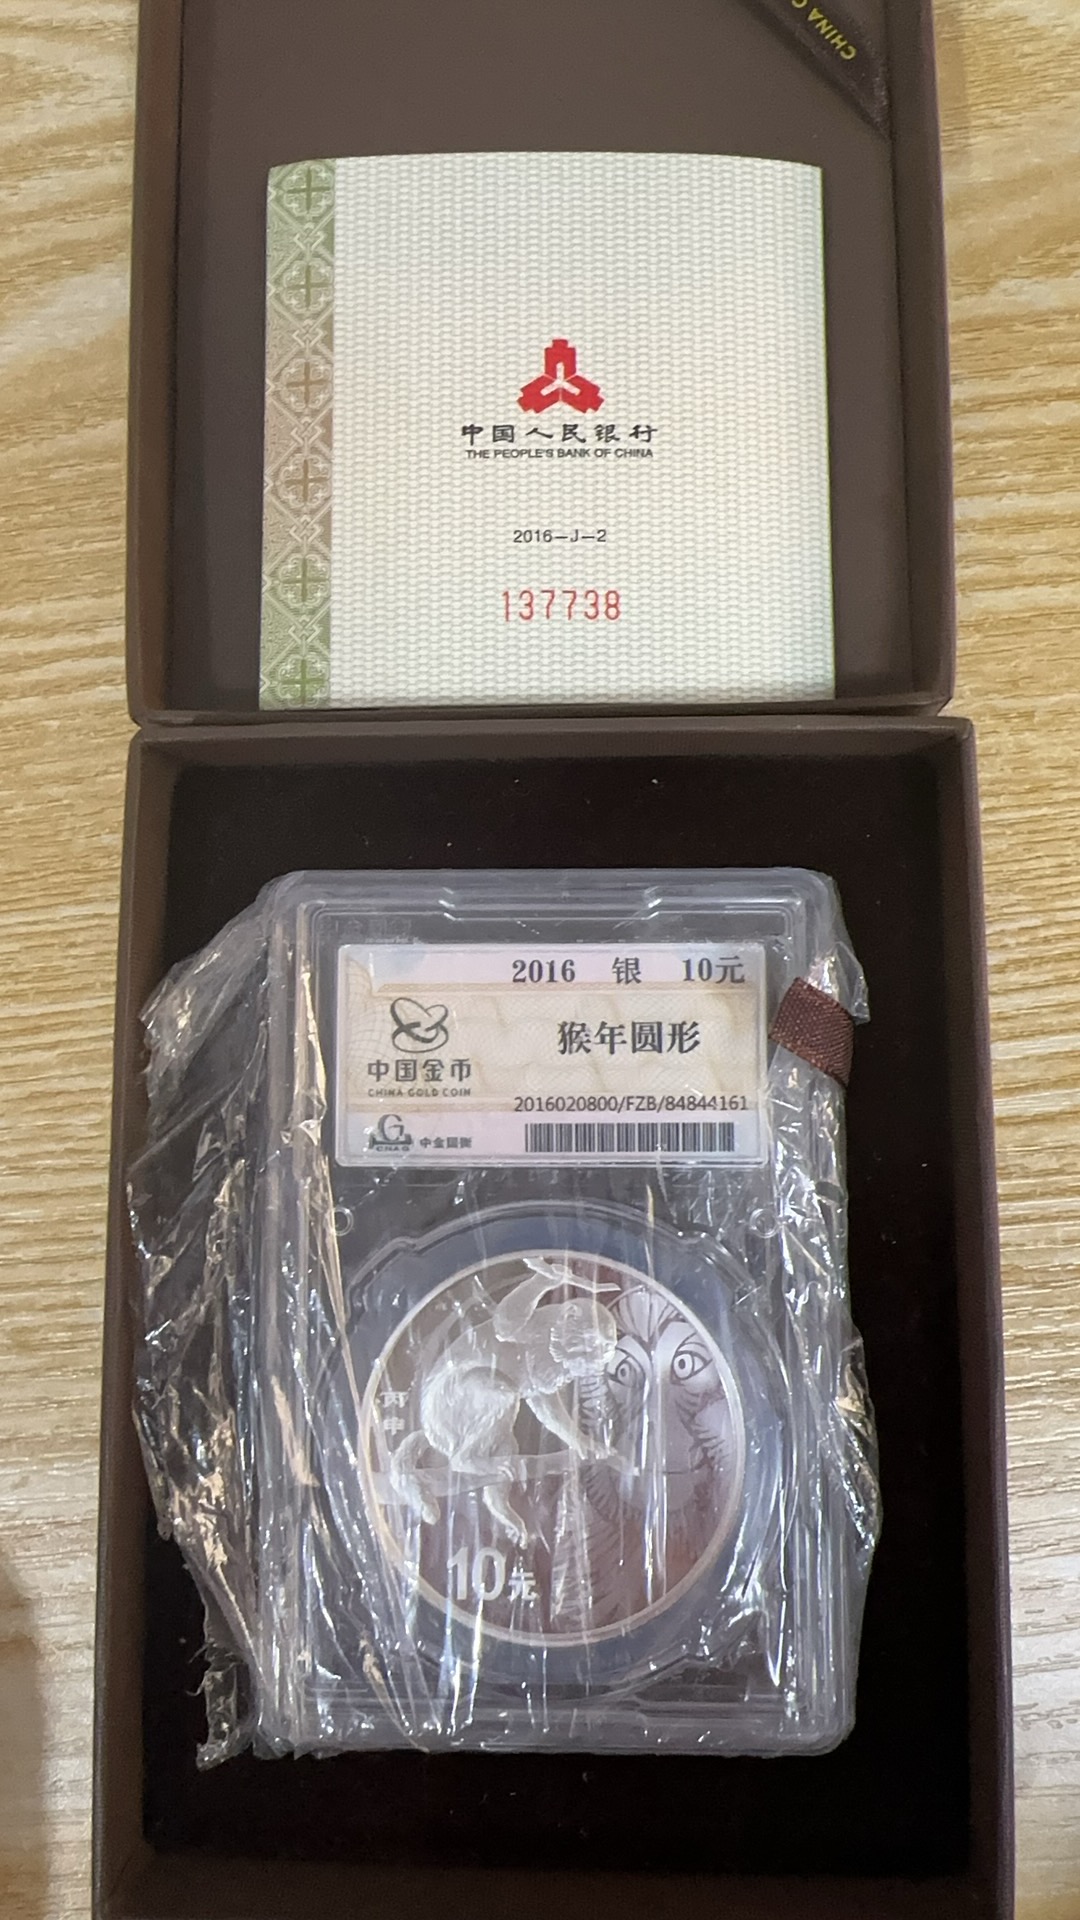 CHINA G
中国人民银行
THE PEOPLE'S BANK OF CHINA
2016-J-2
137738
2016 银 10元
猴年圆形
中国金币
CHINA GOLD COIN
2016020800/FZB/84844161
CNAG
中金国衡
丙申
10元